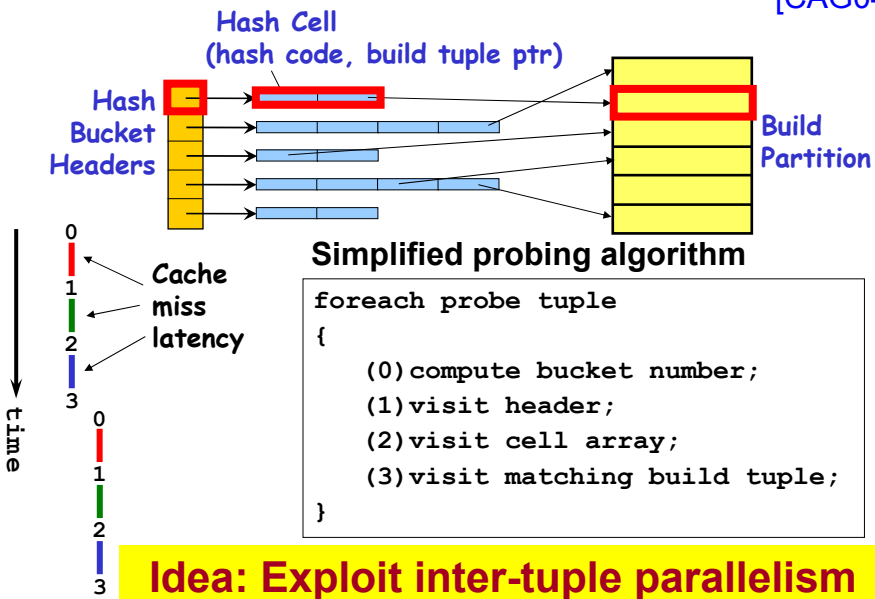 [CAG04
Hash Cell
(hash code, build tuple ptr)
Hash
Bucket
Headers
Build
Partition
0
1
2
3
Cache
miss
latency
time
0
1
2
3
Simplified probing algorithm
foreach probe tuple
{
(0)compute bucket number;
(1)visit header;
(2)visit cell array;
(3)visit matching build tuple;
}
Idea: Exploit inter-tuple parallelism